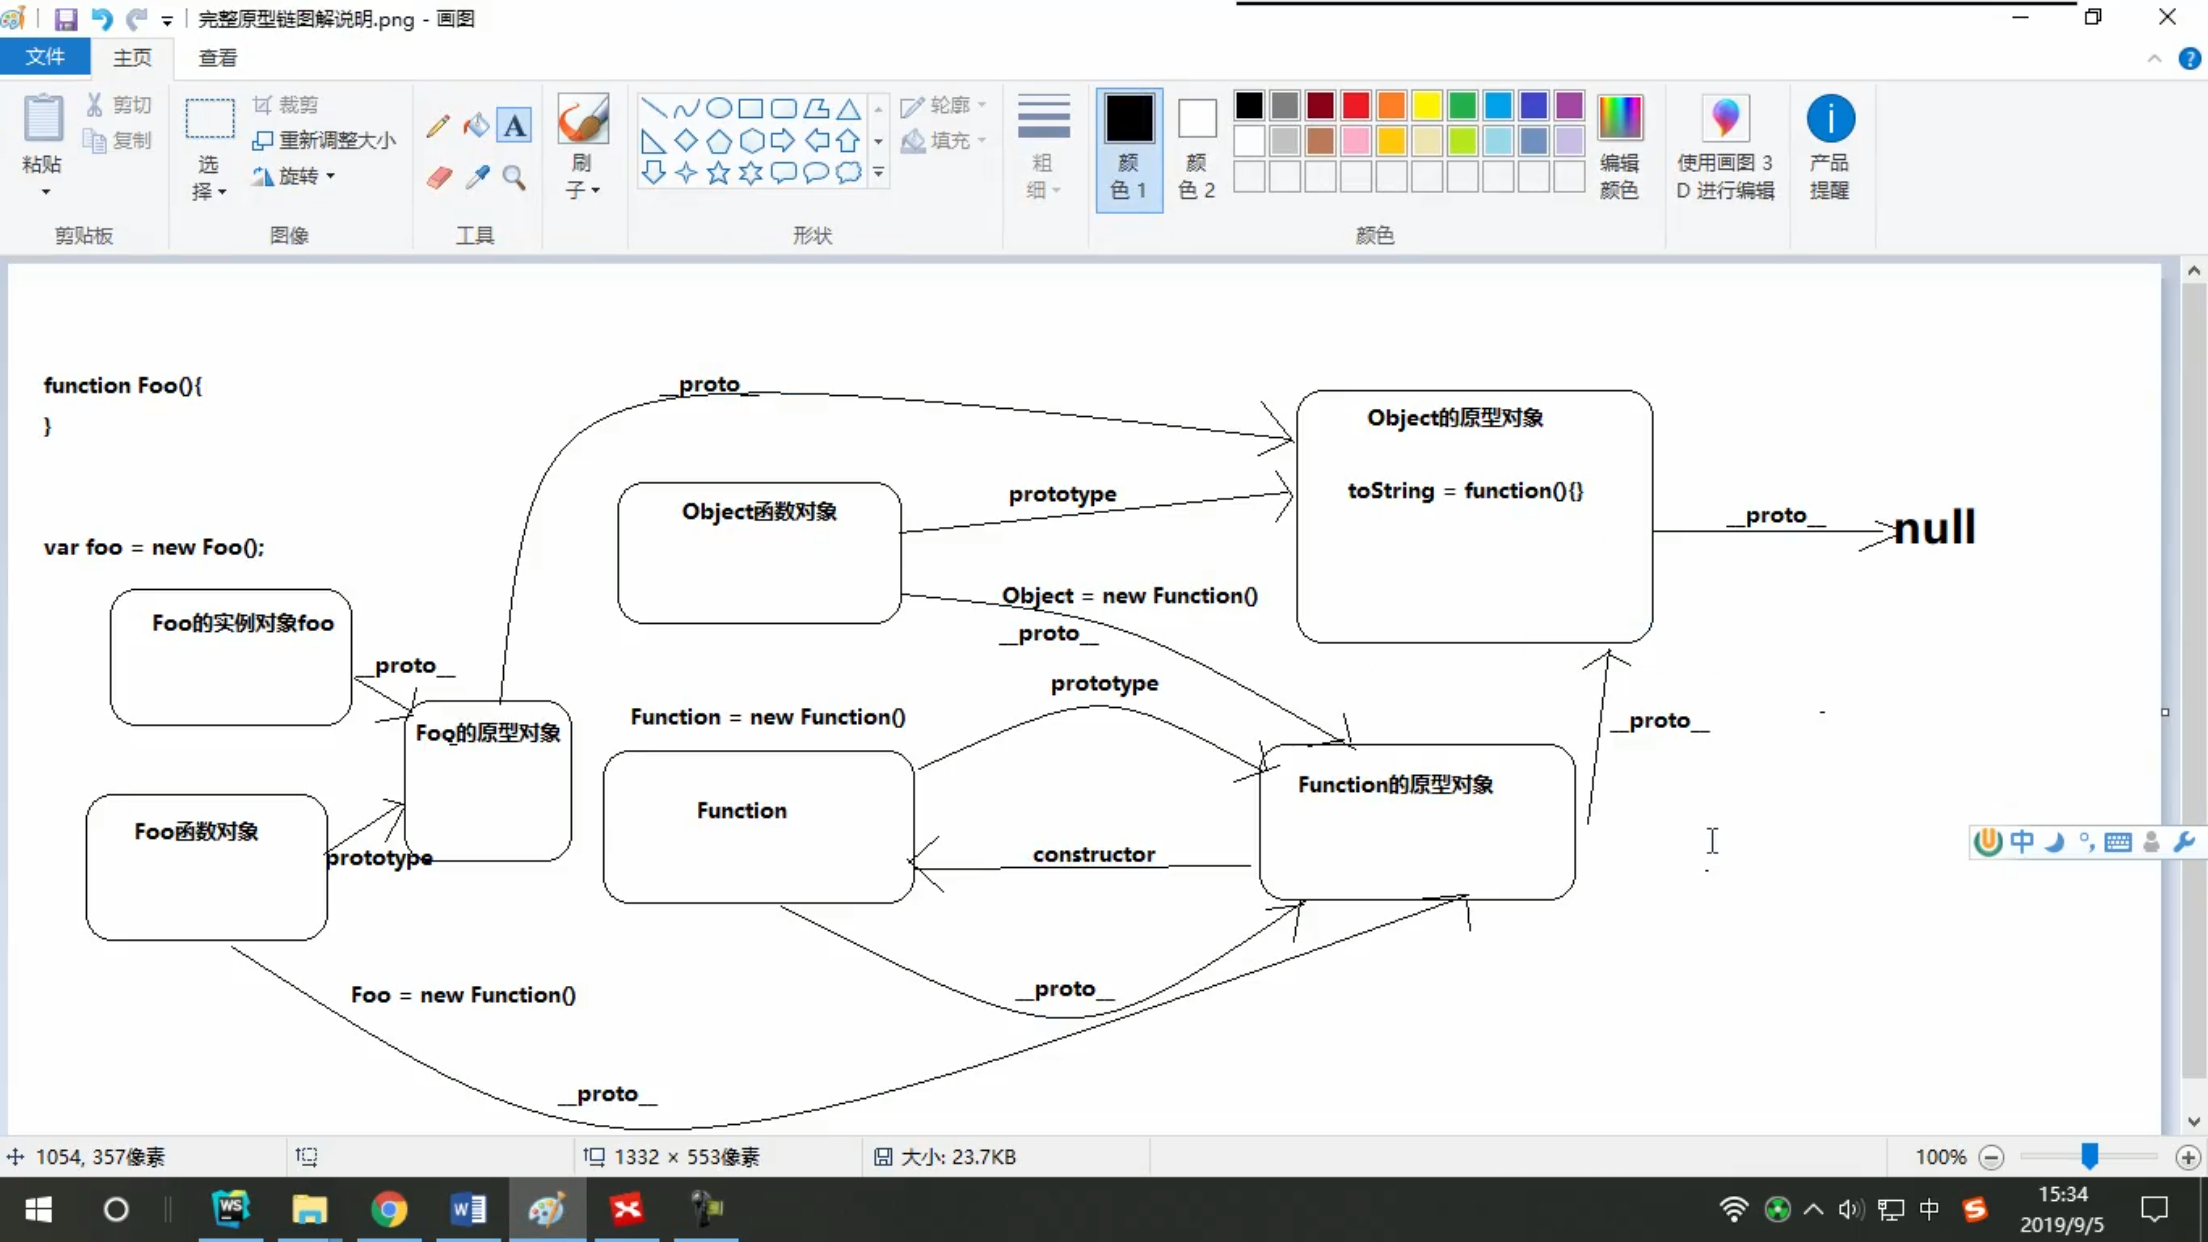 完整原型链图解说明.png - 画图
文件 主页 查看
粘贴
剪切
复制
剪贴板
选择
裁剪
重新调整大小
旋转
图像
A
工具
刷子
形状
轮廓
填充
粗细
颜色 1
颜色 2
颜色
编辑颜色
使用画图 3D 进行编辑
产品提醒
function Foo(){
}
var foo = new Foo();
__proto__
Object的原型对象
toString = function(){}
Object函数对象
prototype
__proto__
null
Object = new Function()
__proto__
Foo的实例对象foo
__proto__
Foo的原型对象
prototype
Function = new Function()
__proto__
Function
Function的原型对象
Foo函数对象
prototype
constructor
Foo = new Function()
__proto__
__proto__
中
1054, 357像素
1332 × 553像素
大小: 23.7KB
100%
WS
W
中
S
15:34
2019/9/5